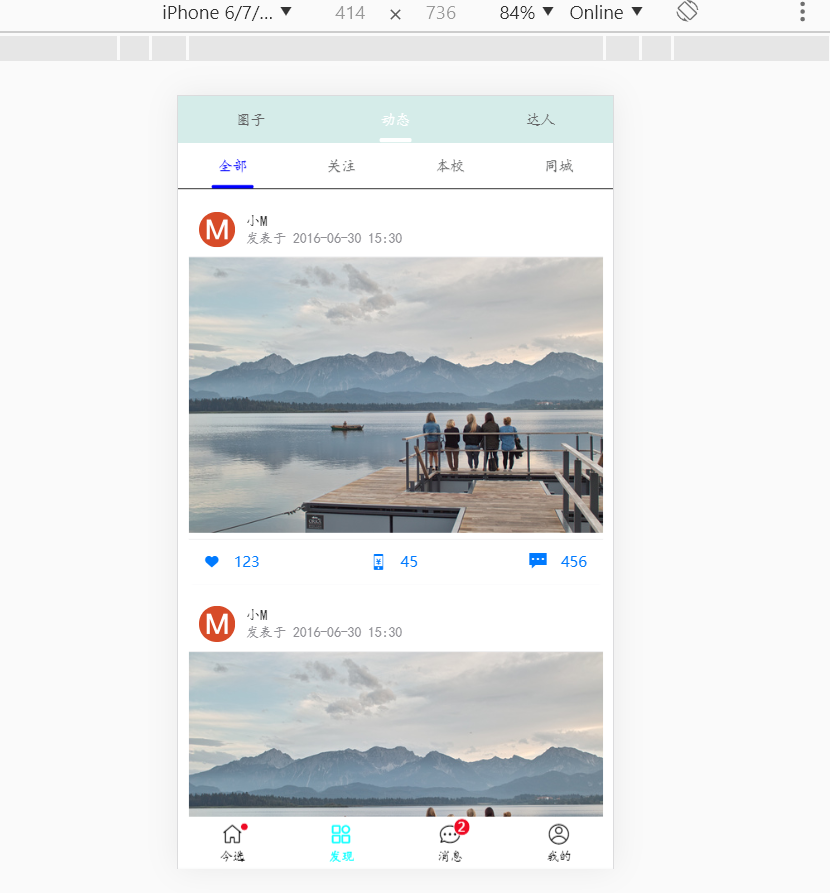 iPhone 6/7/... ▼ 414 × 736 84% ▼ Online ▼
圈子 动态 达人
全部 关注 本校 同城
M 小M
发表于 2016-06-30 15:30
123 45 456
M 小M
发表于 2016-06-30 15:30
2
今选 发现 消息 我的